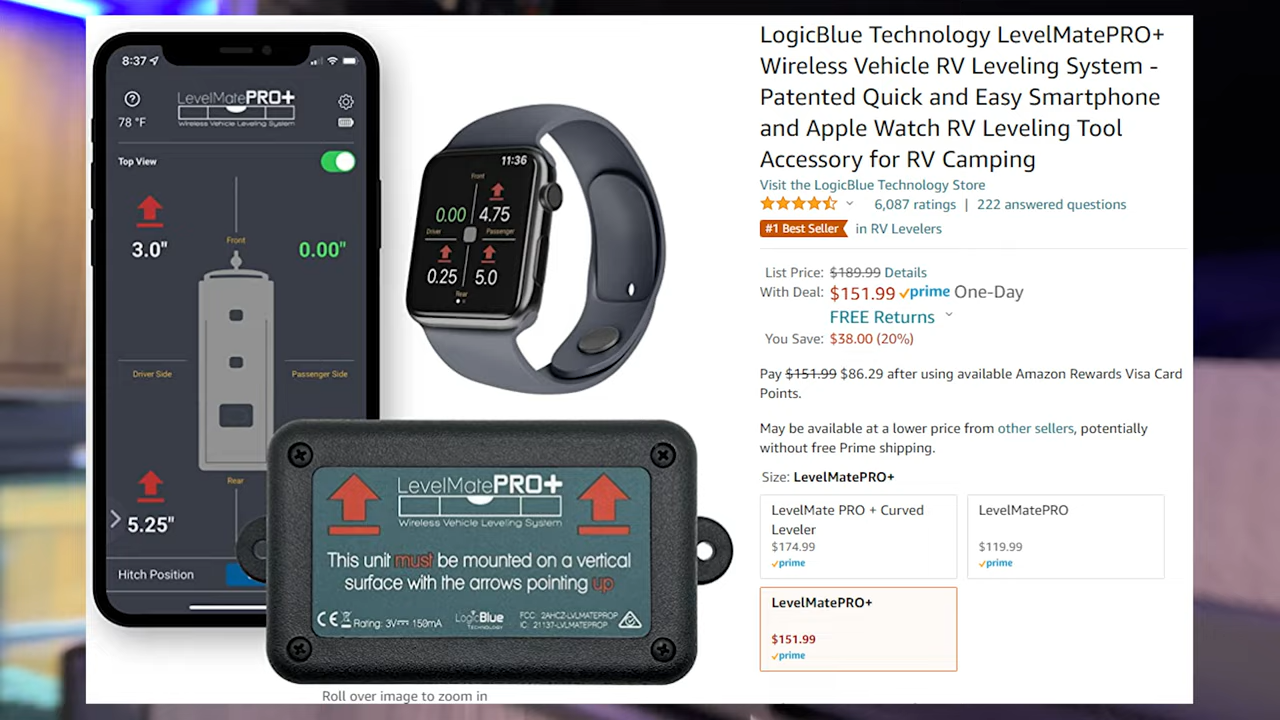 8:37
78 °F
LevelMatePRO+
Wireless Vehicle Leveling System
Top View
3.0"
Front
0.00"
Driver Side
Passenger Side
Rear
5.25"
Hitch Position
11:36
Front
0.00
4.75
Driver
Passenger
0.25
5.0
Rear
LevelMatePRO+
Wireless Vehicle Leveling System
This unit must be mounted on a vertical
surface with the arrows pointing up
CE Rating: 3V 150mA
LogicBlue
TECHNOLOGY
FCC: 2AHCZ-LVLMATEPROP
IC: 21137-LVLMATEPROP
Roll over image to zoom in
LogicBlue Technology LevelMatePRO+
Wireless Vehicle RV Leveling System -
Patented Quick and Easy Smartphone
and Apple Watch RV Leveling Tool
Accessory for RV Camping
Visit the LogicBlue Technology Store
6,087 ratings | 222 answered questions
#1 Best Seller in RV Levelers
List Price: $189.99 Details
With Deal: $151.99 prime One-Day
FREE Returns
You Save: $38.00 (20%)
Pay $151.99 $86.29 after using available Amazon Rewards Visa Card
Points.
May be available at a lower price from other sellers, potentially
without free Prime shipping.
Size: LevelMatePRO+
LevelMate PRO + Curved
Leveler
$174.99
prime
LevelMatePRO
$119.99
prime
LevelMatePRO+
$151.99
prime